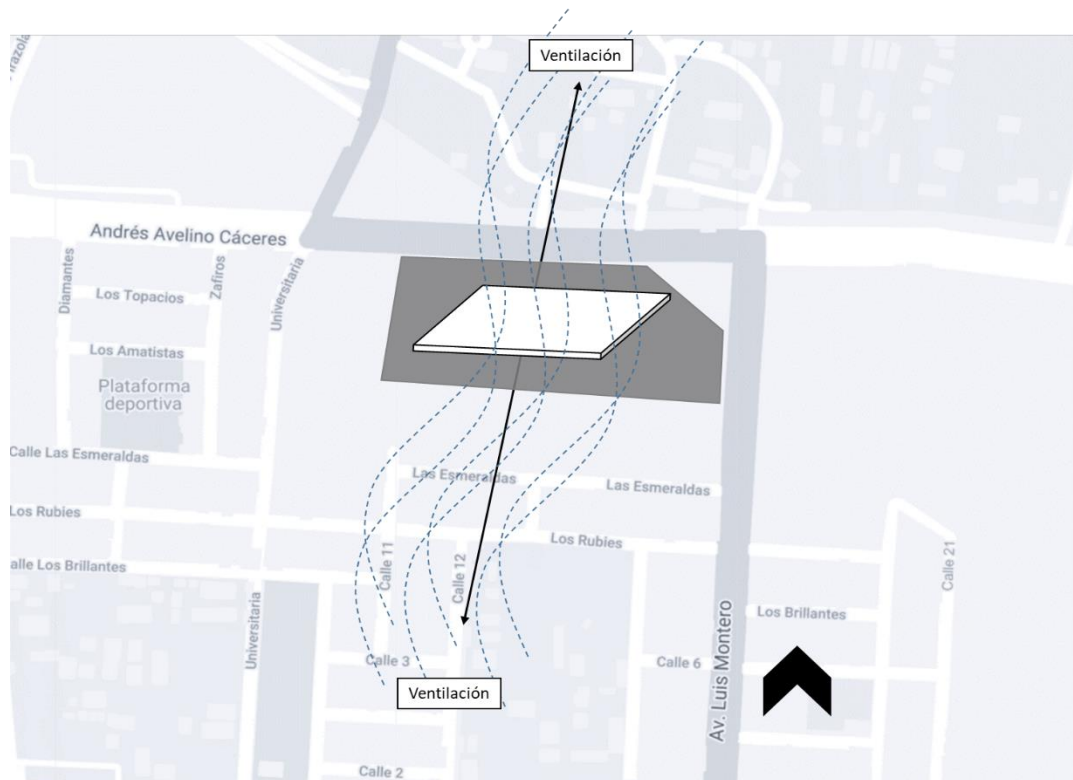 Ventilación
Andrés Avelino Cáceres
Diamantes
Zafiros
Universitaria
Los Topacios
Los Amatistas
Plataforma
deportiva
Calle Las Esmeraldas
Las Esmeraldas
Las Esmeraldas
Los Rubies
Los Rubies
alle Los Brillantes
Calle 11
Calle 12
Calle 21
Los Brillantes
Universitaria
Av. Luis Montero
Calle 3
Calle 6
Ventilación
Calle 2